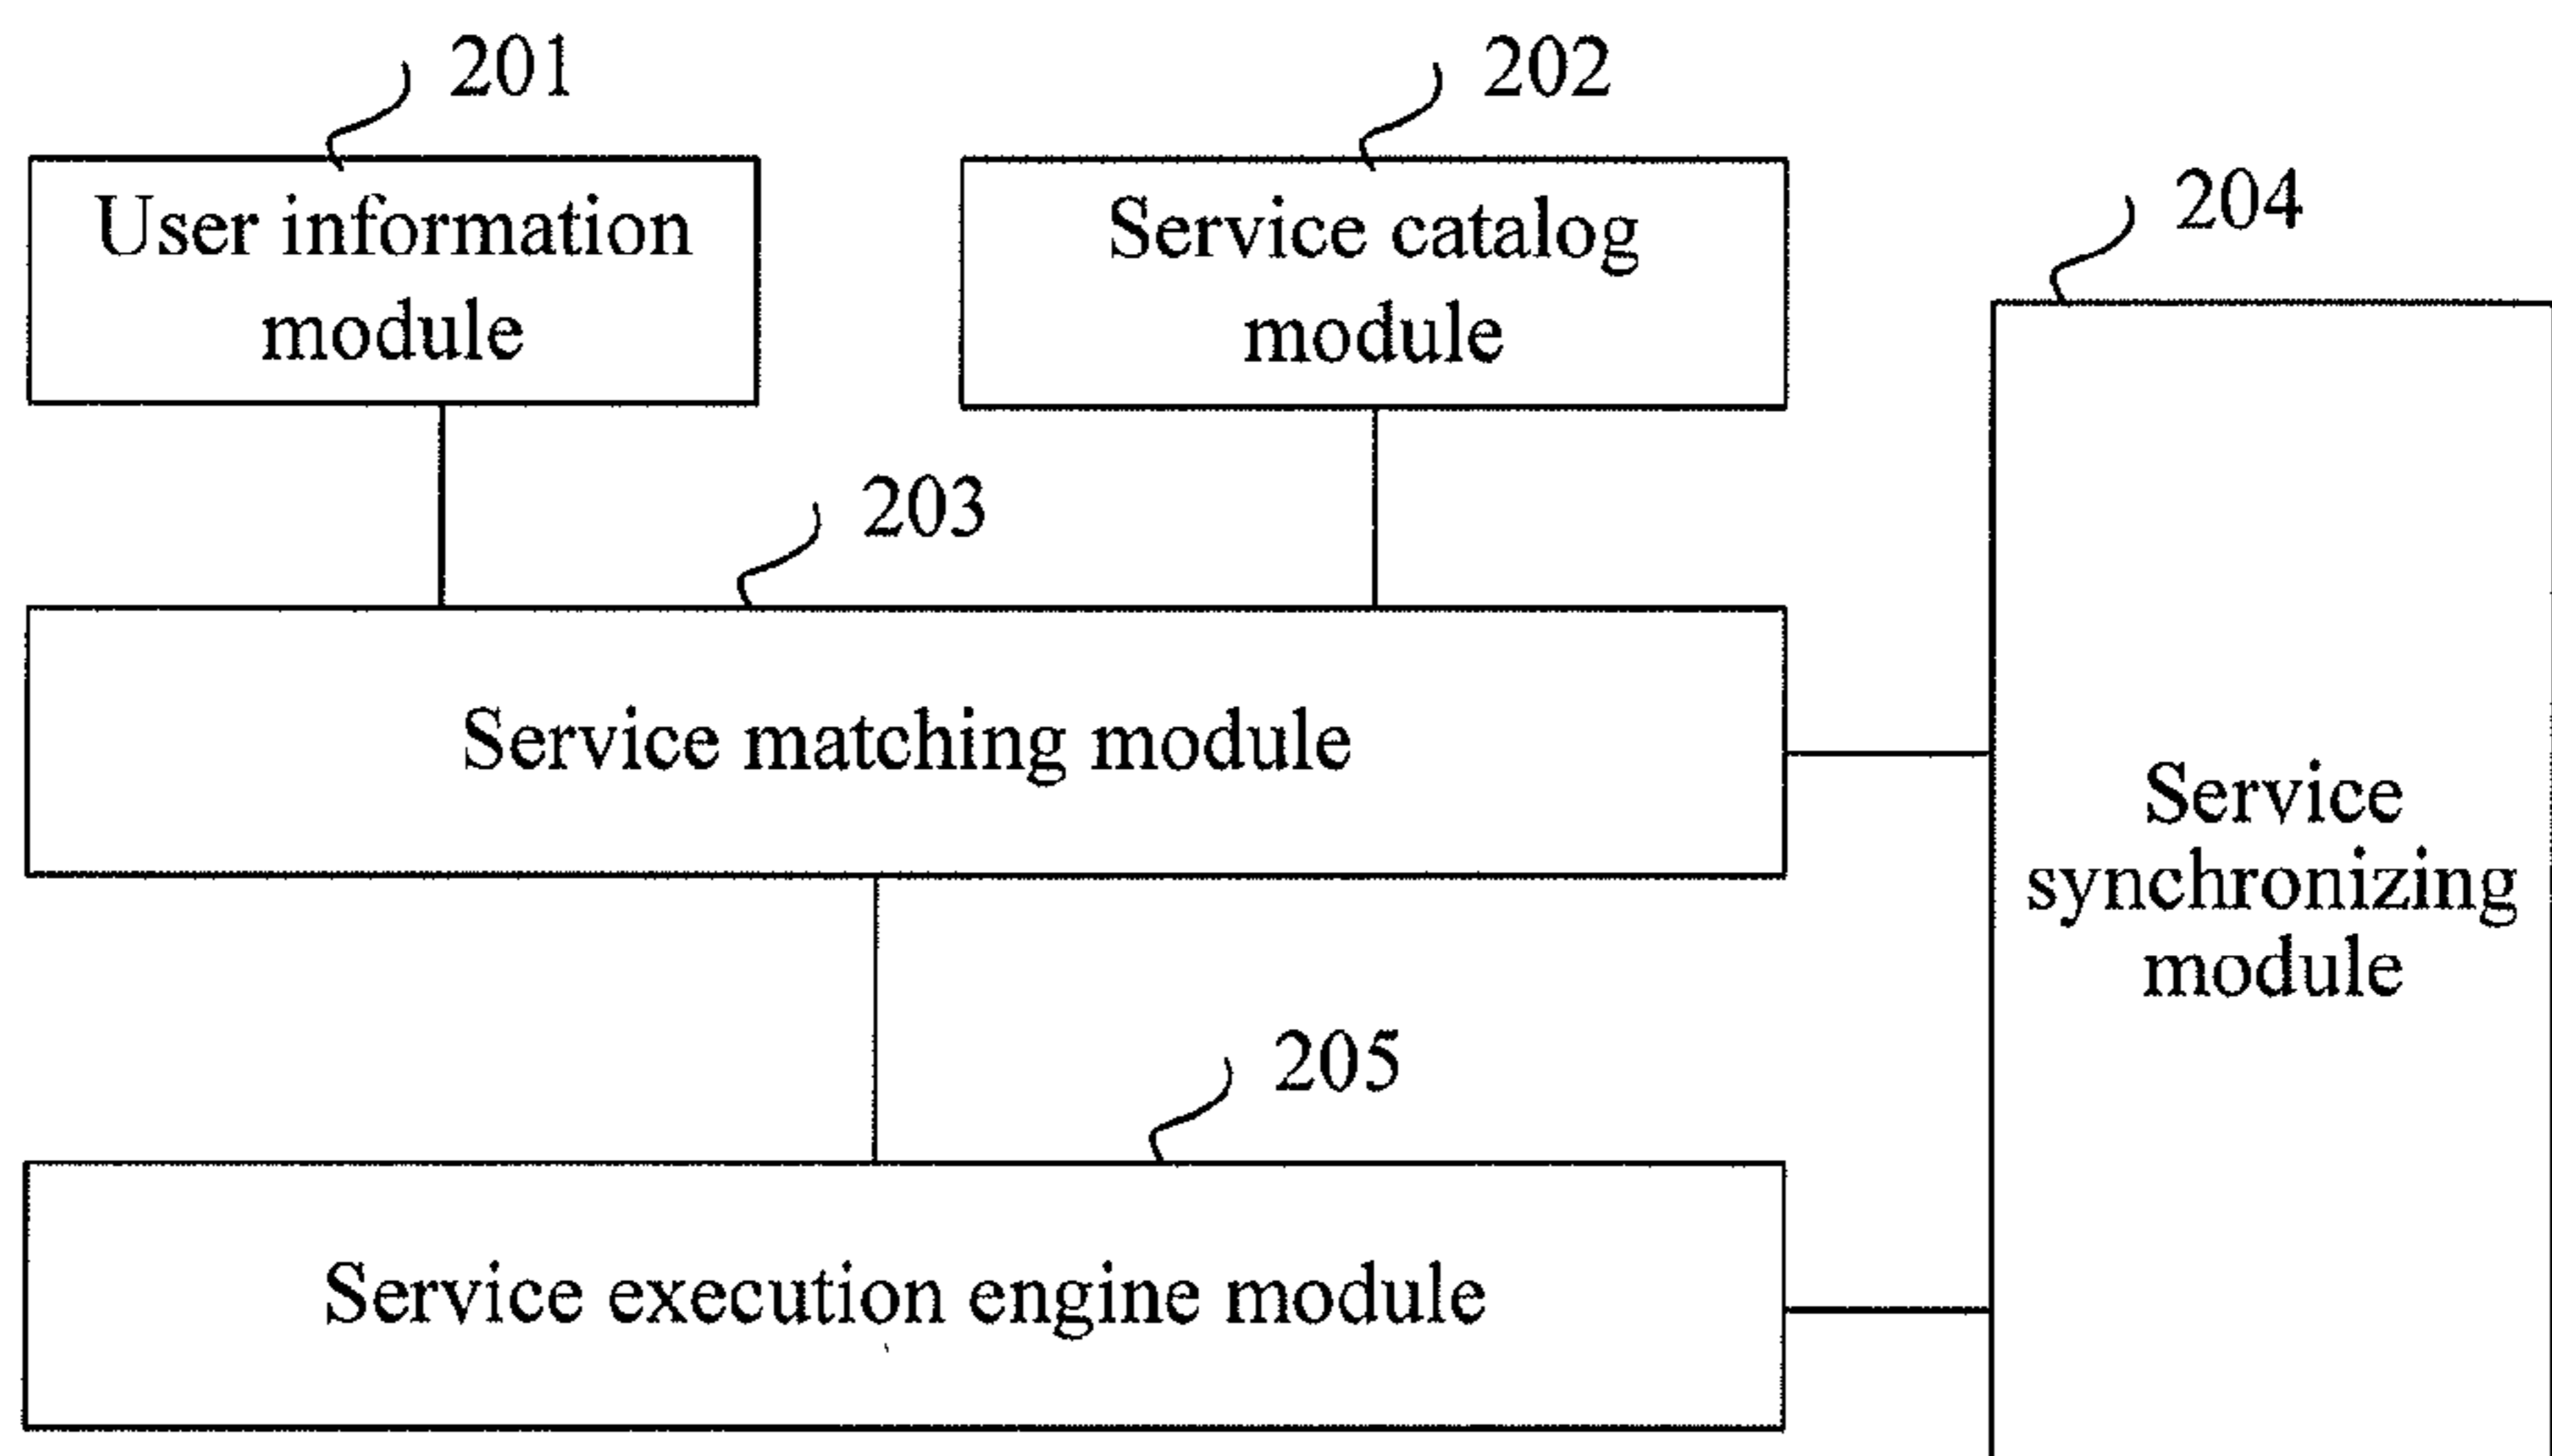 201
202
User information
module
Service catalog
module
204
203
Service matching module
Service
synchronizing
module
205
Service execution engine module